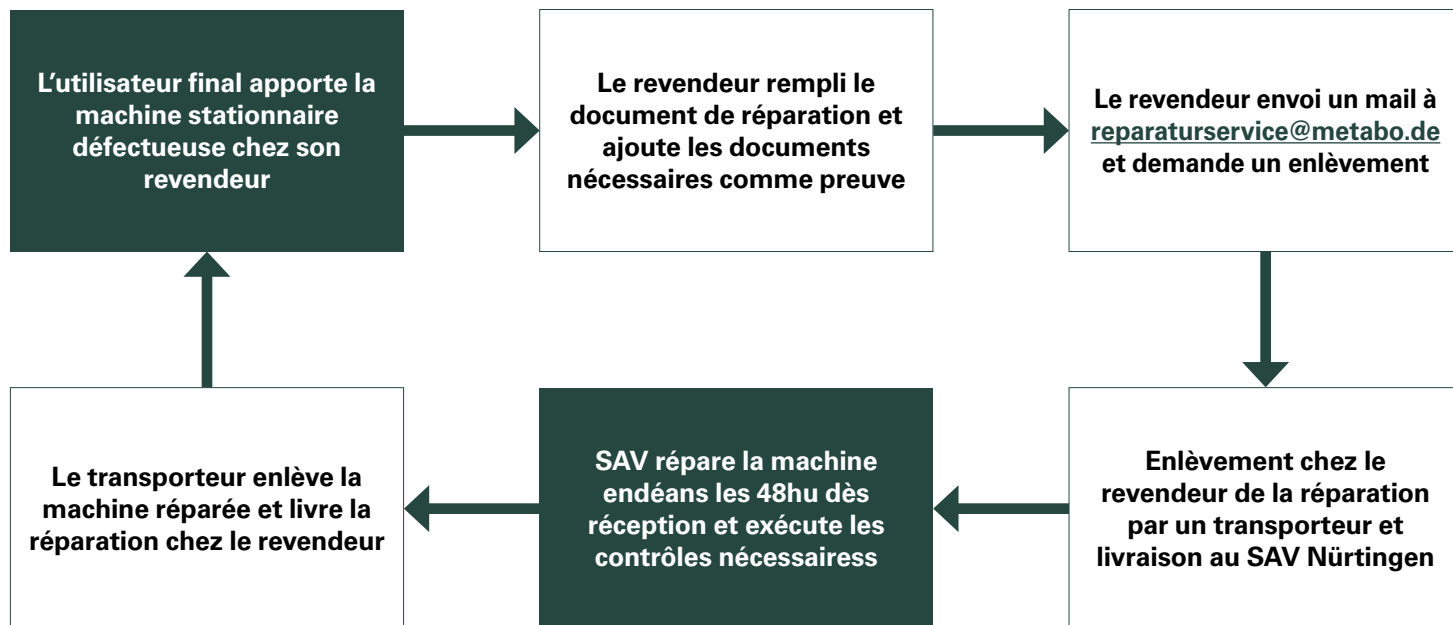 L'utilisateur final apporte la
machine stationnaire
défectueuse chez son
revendeur
Le revendeur rempli le
document de réparation et
ajoute les documents
nécessaires comme preuve
Le revendeur envoi un mail à
reparaturservice@metabo.de
et demande un enlèvement
Enlèvement chez le
revendeur de la réparation
par un transporteur et
livraison au SAV Nürtingen
SAV répare la machine
endéans les 48hu dès
réception et exécute les
contrôles nécessairess
Le transporteur enlève la
machine réparée et livre la
réparation chez le revendeur